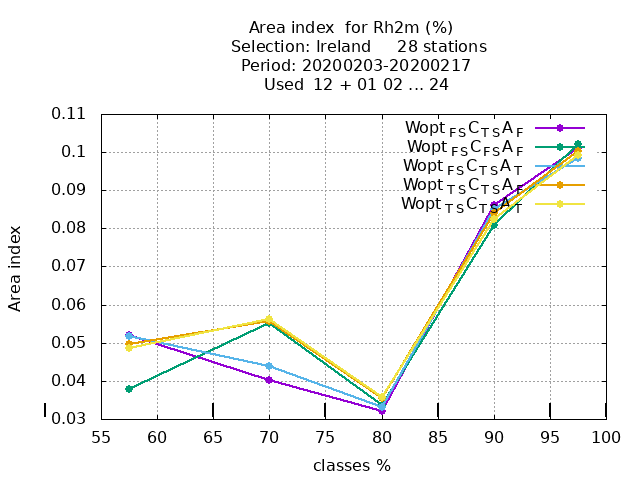 Area index  for Rh2m (%)
Selection: Ireland     28 stations
Period: 20200203-20200217
Used  12 + 01 02 ... 24
Area index
0.11
0.1
0.09
0.08
0.07
0.06
0.05
0.04
0.03
Wopt FS C TS A F
Wopt FS C FS A F
Wopt FS C TS A T
Wopt TS C TS A F
Wopt TS C TS A T
55 60 65 70 75 80 85 90 95 100
classes %